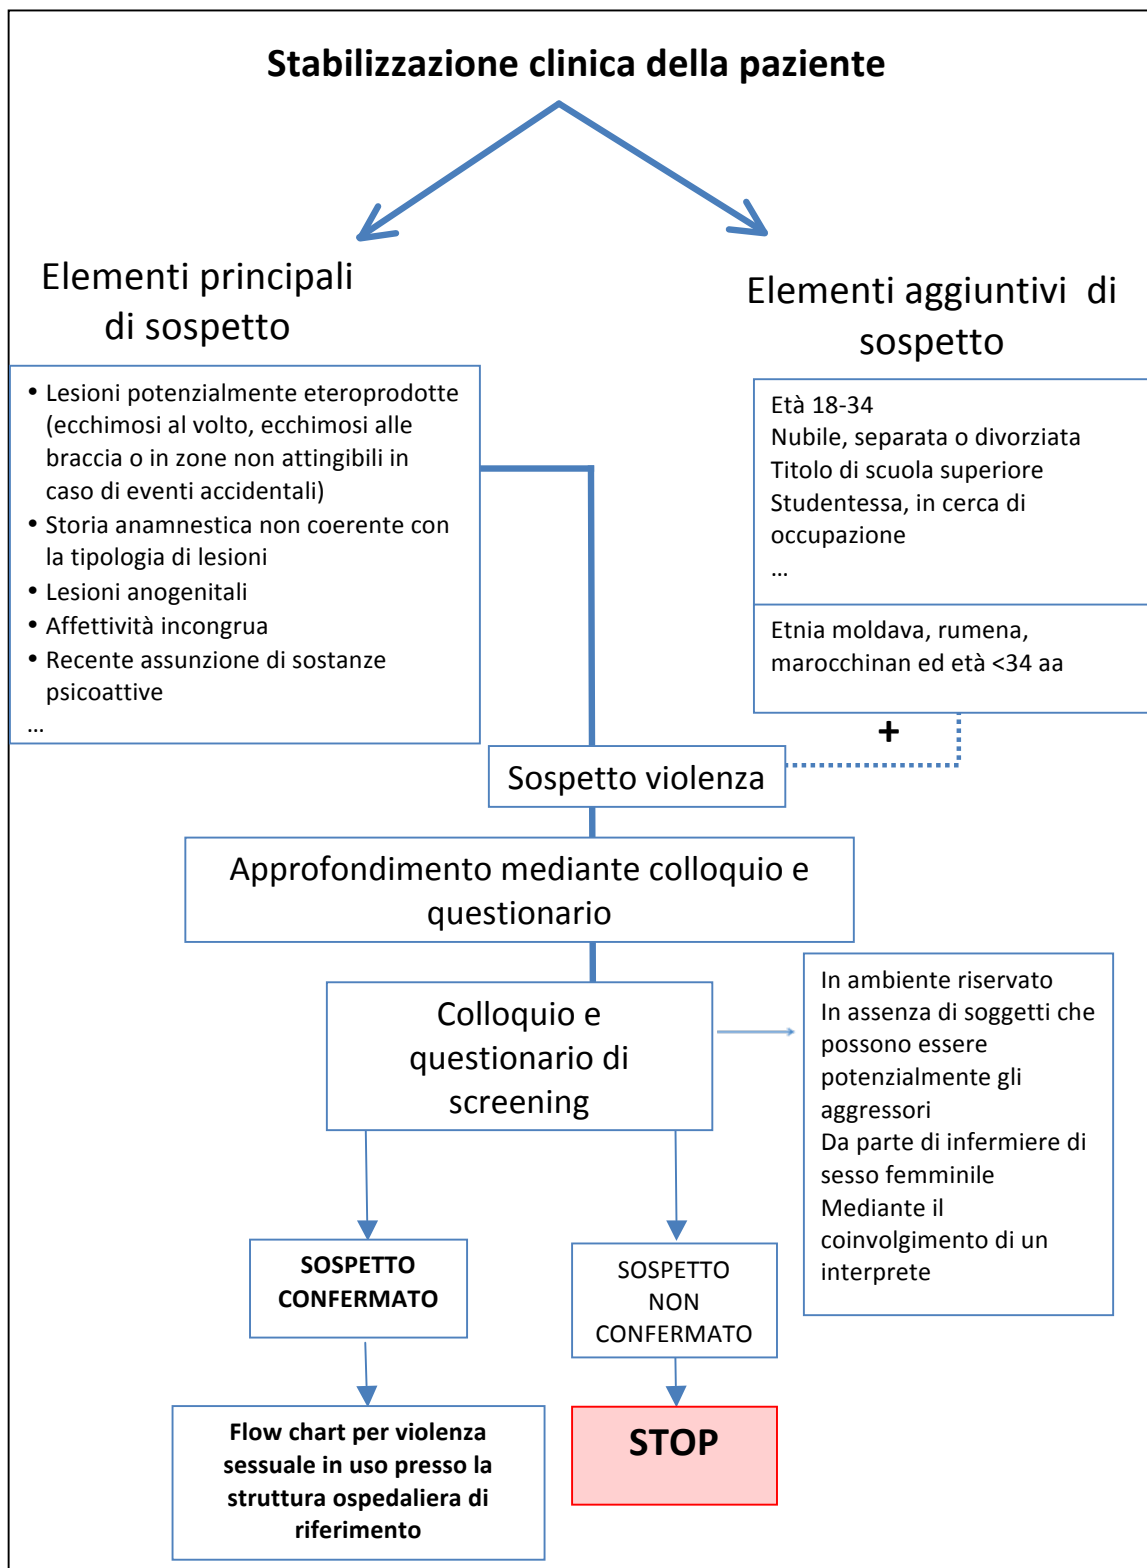 Stabilizzazione clinica della paziente
Elementi principali
di sospetto
• Lesioni potenzialmente eteroprodotte
(ecchimosi al volto, ecchimosi alle
braccia o in zone non attingibili in
caso di eventi accidentali)
• Storia anamnestica non coerente con
la tipologia di lesioni
• Lesioni anogenitali
• Affettività incongrua
• Recente assunzione di sostanze
psicoattive
...
Elementi aggiuntivi di
sospetto
Età 18-34
Nubile, separata o divorziata
Titolo di scuola superiore
Studentessa, in cerca di
occupazione
...
Etnia moldava, rumena,
marocchinan ed età <34 aa
+
Sospetto violenza
Approfondimento mediante colloquio e
questionario
Colloquio e
questionario di
screening
In ambiente riservato
In assenza di soggetti che
possono essere
potenzialmente gli
aggressori
Da parte di infermiere di
sesso femminile
Mediante il
coinvolgimento di un
interprete
SOSPETTO
CONFERMATO
SOSPETTO
NON
CONFERMATO
Flow chart per violenza
sessuale in uso presso la
struttura ospedaliera di
riferimento
STOP